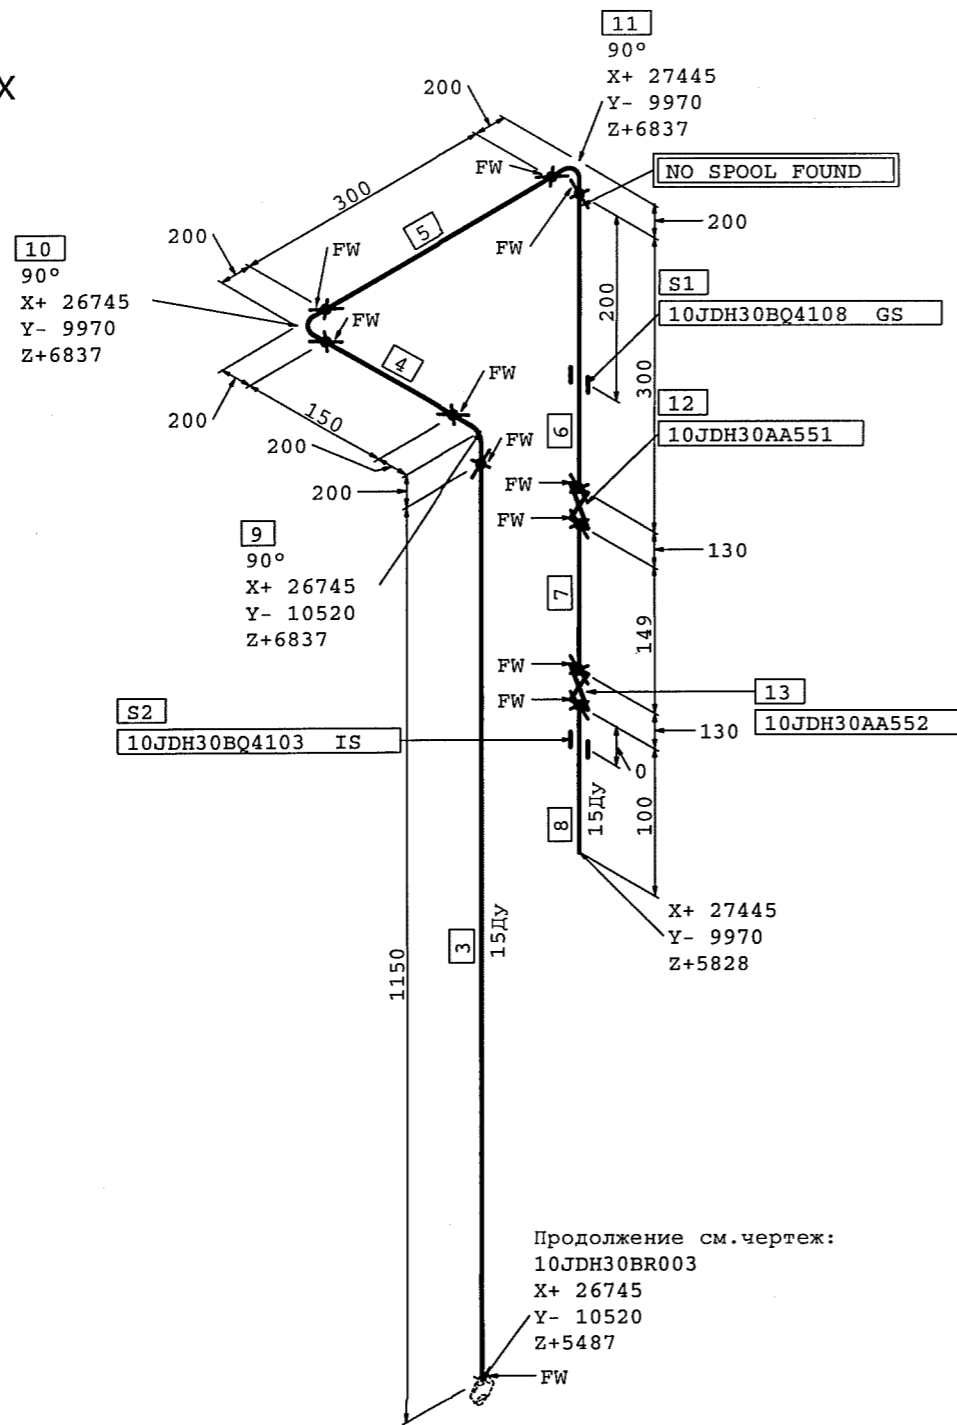 X
11
90°
X+ 27445
Y- 9970
Z+6837
200
FW
NO SPOOL FOUND
300
200
5
FW
200
10
90°
X+ 26745
Y- 9970
Z+6837
FW
FW
200
S1
10JDH30BQ4108 GS
4
300
FW
12
10JDH30AA551
150
200
200
200
6
FW
FW
FW
130
9
90°
X+ 26745
Y- 10520
Z+6837
7
149
FW
FW
13
10JDH30AA552
130
S2
10JDH30BQ4103 IS
0
100
8
15ДУ
X+ 27445
Y- 9970
Z+5828
3
15ДУ
1150
Продолжение см.чертеж:
10JDH30BR003
X+ 26745
Y- 10520
Z+5487
FW